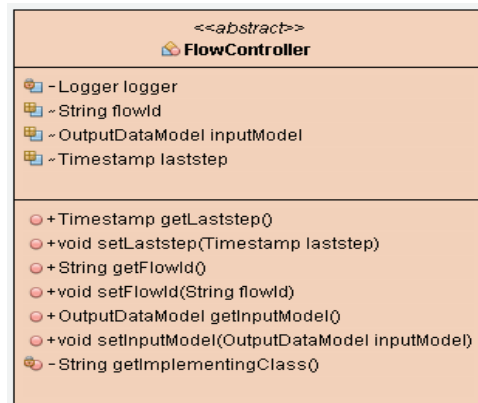 <<abstract>>
FlowController
-Logger logger
~String flowId
~OutputDataModel inputModel
~Timestamp laststep
+Timestamp getLaststep()
+void setLaststep(Timestamp laststep)
+String getFlowId()
+void setFlowId(String flowId)
+OutputDataModel getInputModel()
+void setInputModel(OutputDataModel inputModel)
-String getImplementingClass()